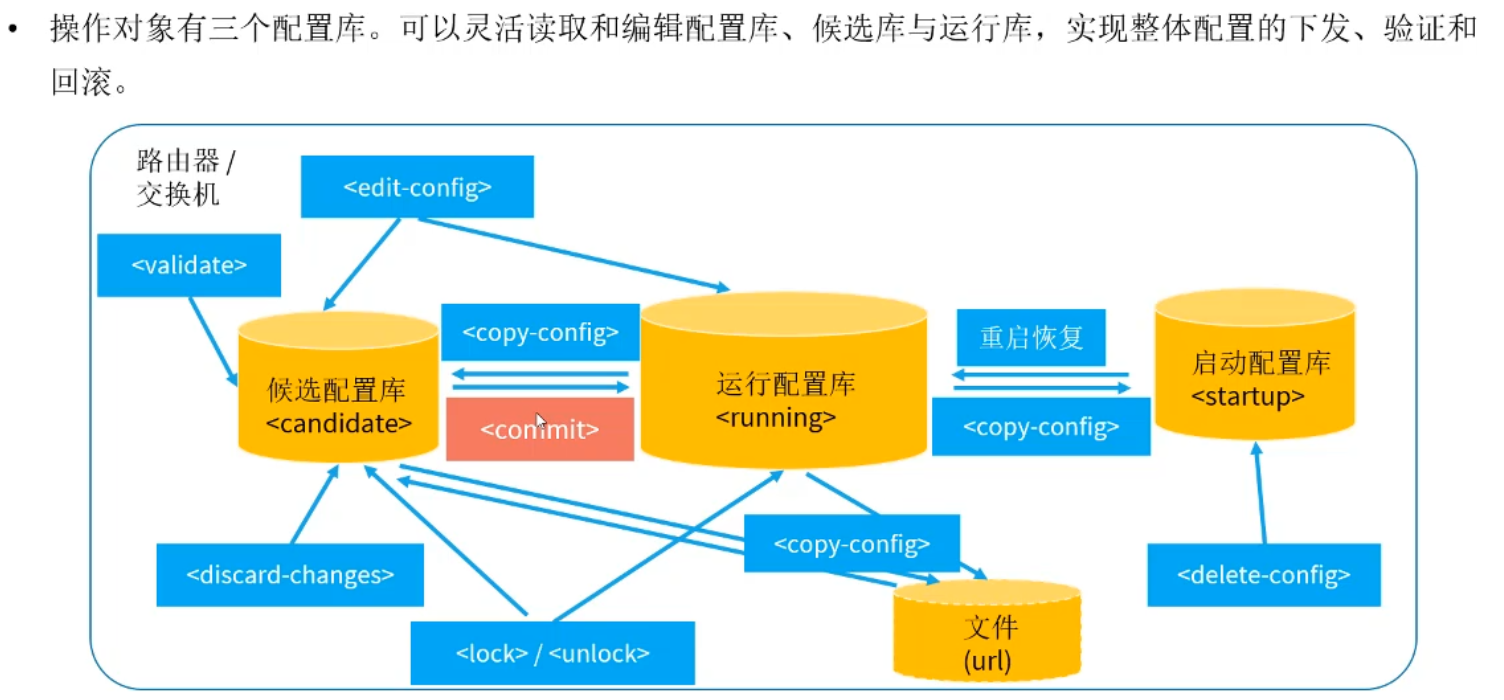 • 操作对象有三个配置库。可以灵活读取和编辑配置库、候选库与运行库，实现整体配置的下发、验证和
回滚。
路由器 /
交换机
<edit-config>
<validate>
<copy-config>
重启恢复
候选配置库
<candidate>
运行配置库
<running>
启动配置库
<startup>
<commit>
<copy-config>
<copy-config>
<discard-changes>
<delete-config>
<lock> / <unlock>
文件
(url)